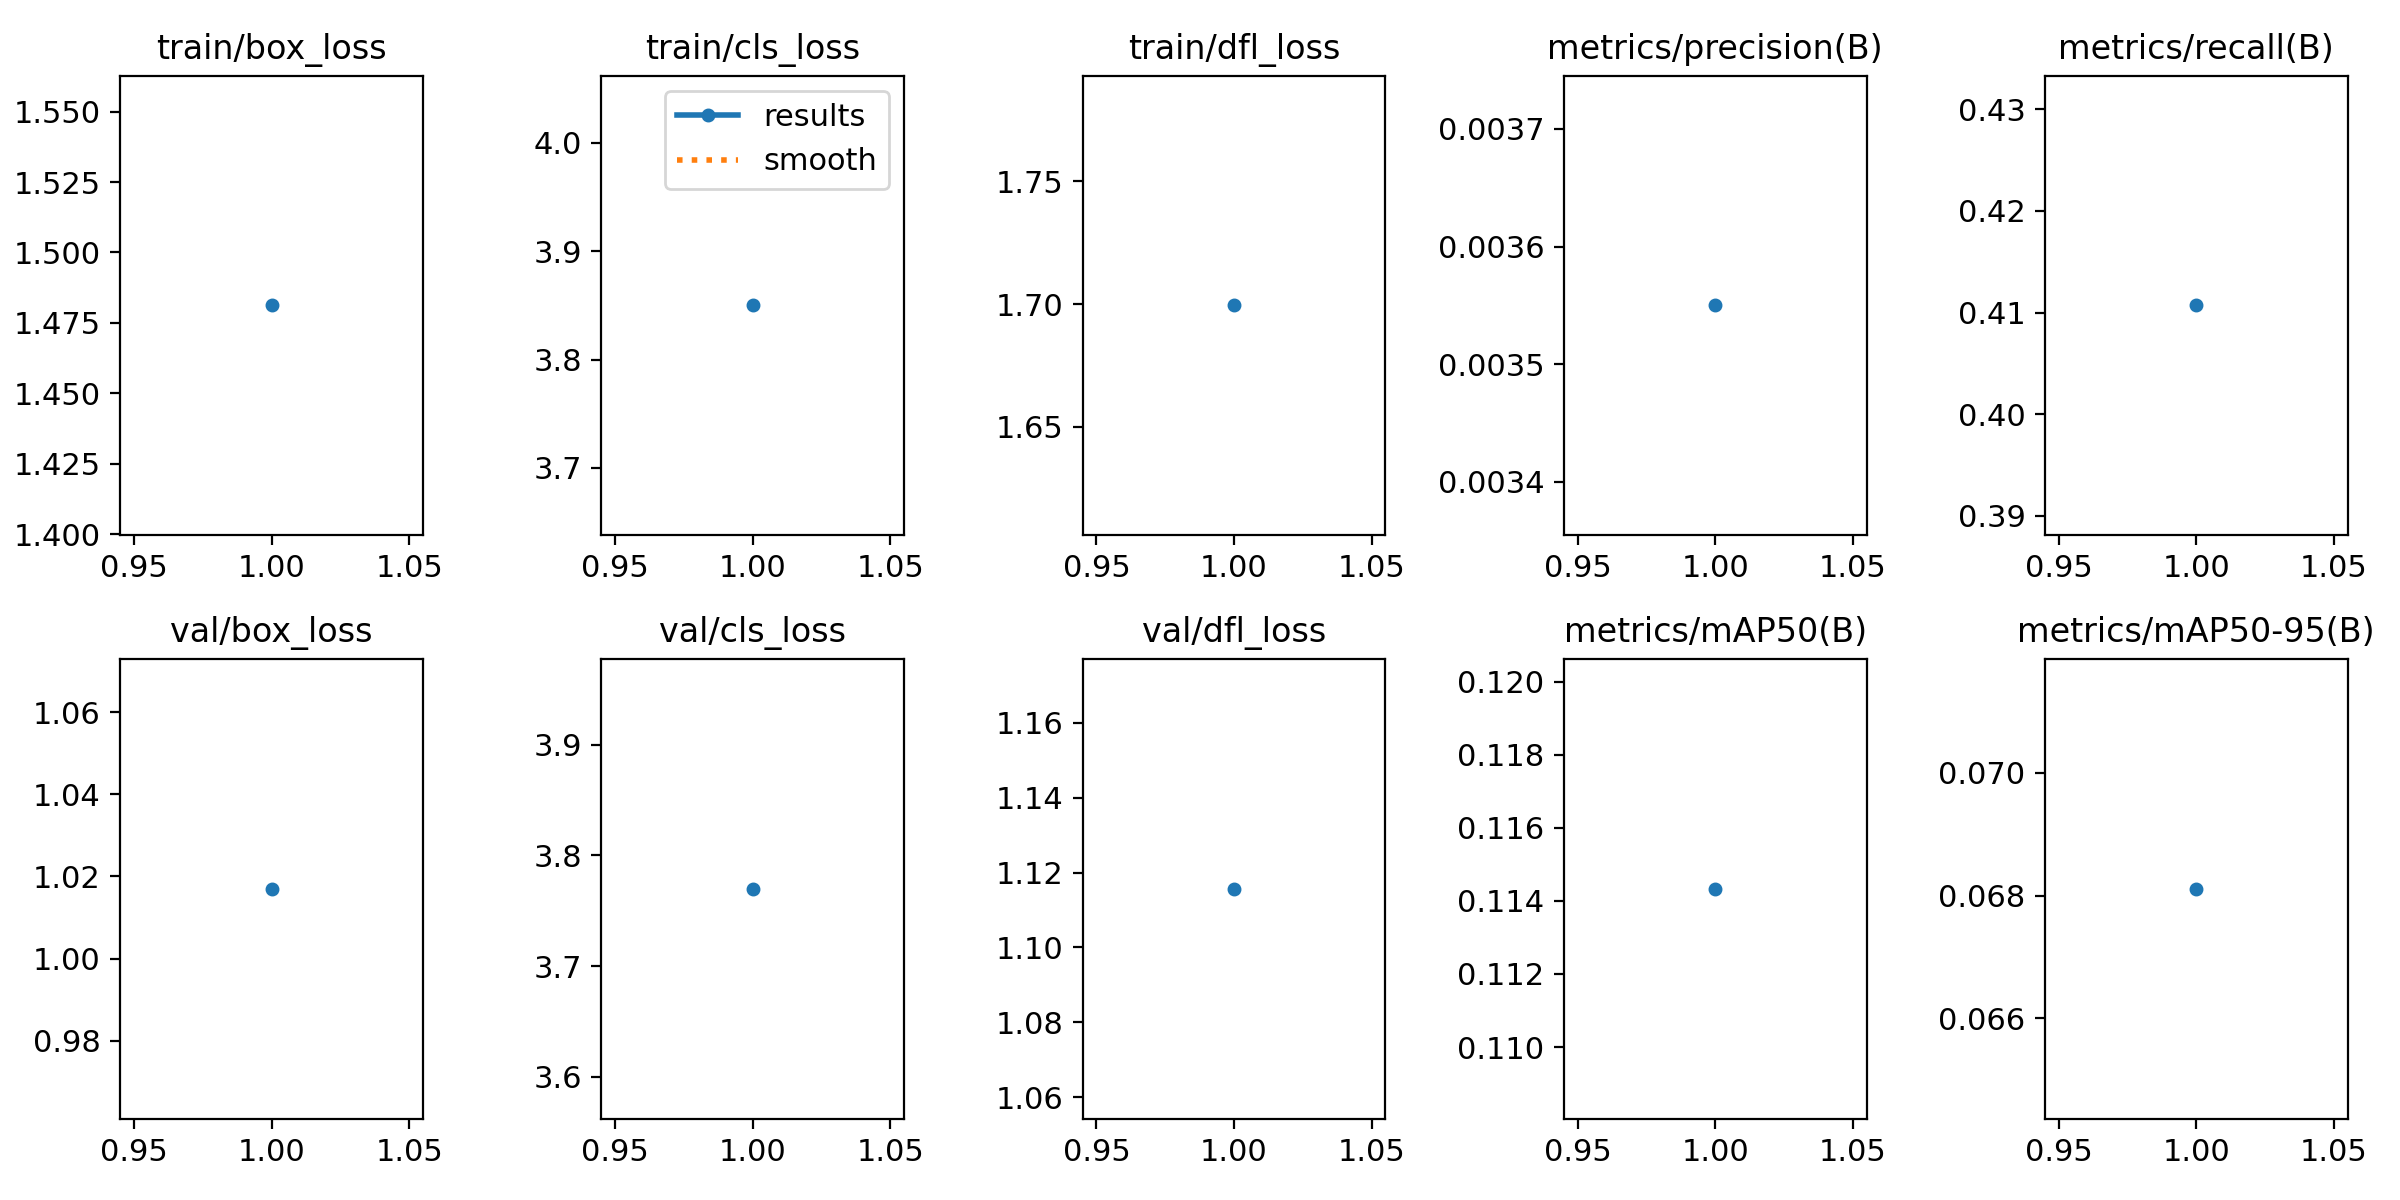 train/box_loss
1.550
1.525
1.500
1.475
1.450
1.425
1.400
0.95 1.00 1.05
train/cls_loss
results
smooth
4.0
3.9
3.8
3.7
0.95 1.00 1.05
train/dfl_loss
1.75
1.70
1.65
0.95 1.00 1.05
metrics/precision(B)
0.0037
0.0036
0.0035
0.0034
0.95 1.00 1.05
metrics/recall(B)
0.43
0.42
0.41
0.40
0.39
0.95 1.00 1.05
val/box_loss
1.06
1.04
1.02
1.00
0.98
0.95 1.00 1.05
val/cls_loss
3.9
3.8
3.7
3.6
0.95 1.00 1.05
val/dfl_loss
1.16
1.14
1.12
1.10
1.08
1.06
0.95 1.00 1.05
metrics/mAP50(B)
0.120
0.118
0.116
0.114
0.112
0.110
0.95 1.00 1.05
metrics/mAP50-95(B)
0.070
0.068
0.066
0.95 1.00 1.05